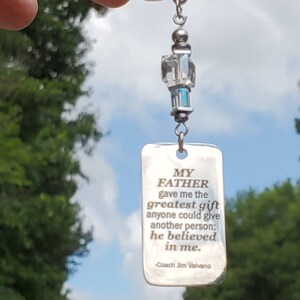 MY
FATHER
gave me the
greatest gift
anyone could give
another person:
he believed
in me.
-Coach Jim Valvano